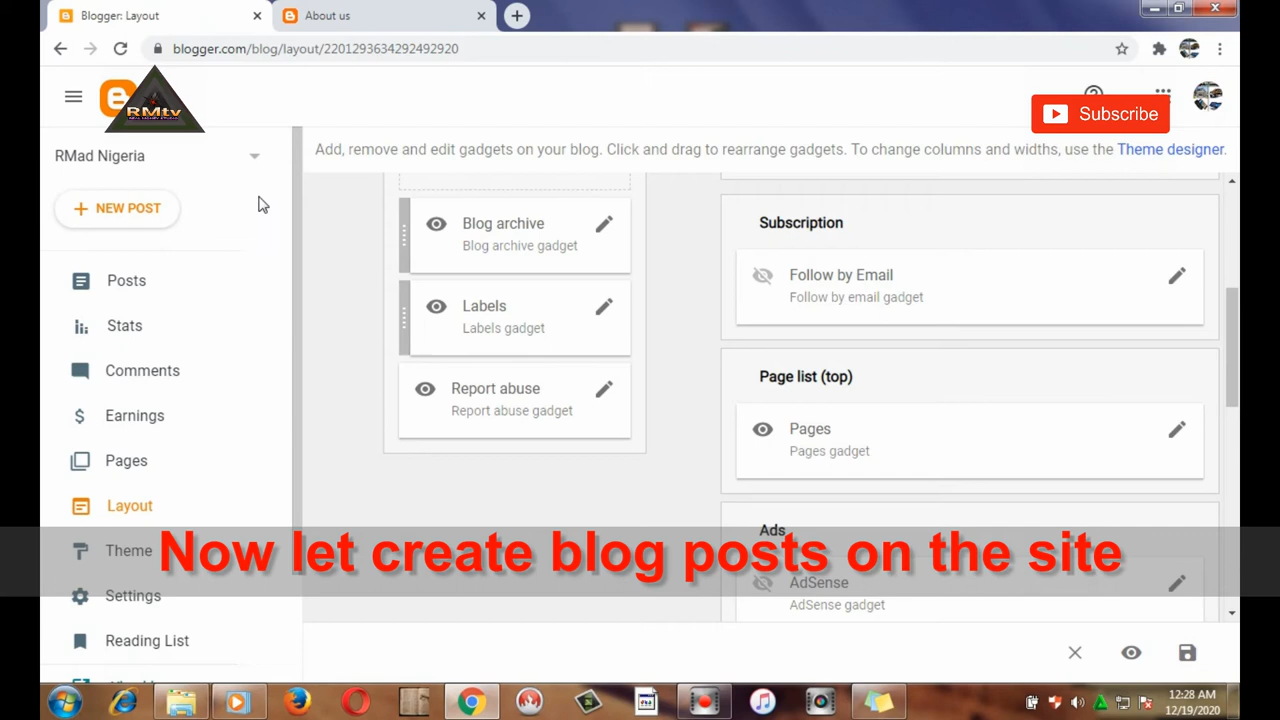 Blogger: Layout
About us
blogger.com/blog/layout/2201293634292492920
RMtv
Subscribe
RMad Nigeria
Add, remove and edit gadgets on your blog. Click and drag to rearrange gadgets. To change columns and widths, use the Theme designer.
NEW POST
Posts
Stats
Comments
Earnings
Pages
Layout
Theme
Settings
Reading List
Blog archive
Blog archive gadget
Labels
Labels gadget
Report abuse
Report abuse gadget
Subscription
Follow by Email
Follow by email gadget
Page list (top)
Pages
Pages gadget
Ads
AdSense
AdSense gadget
Now let create blog posts on the site
12:28 AM
12/19/2020